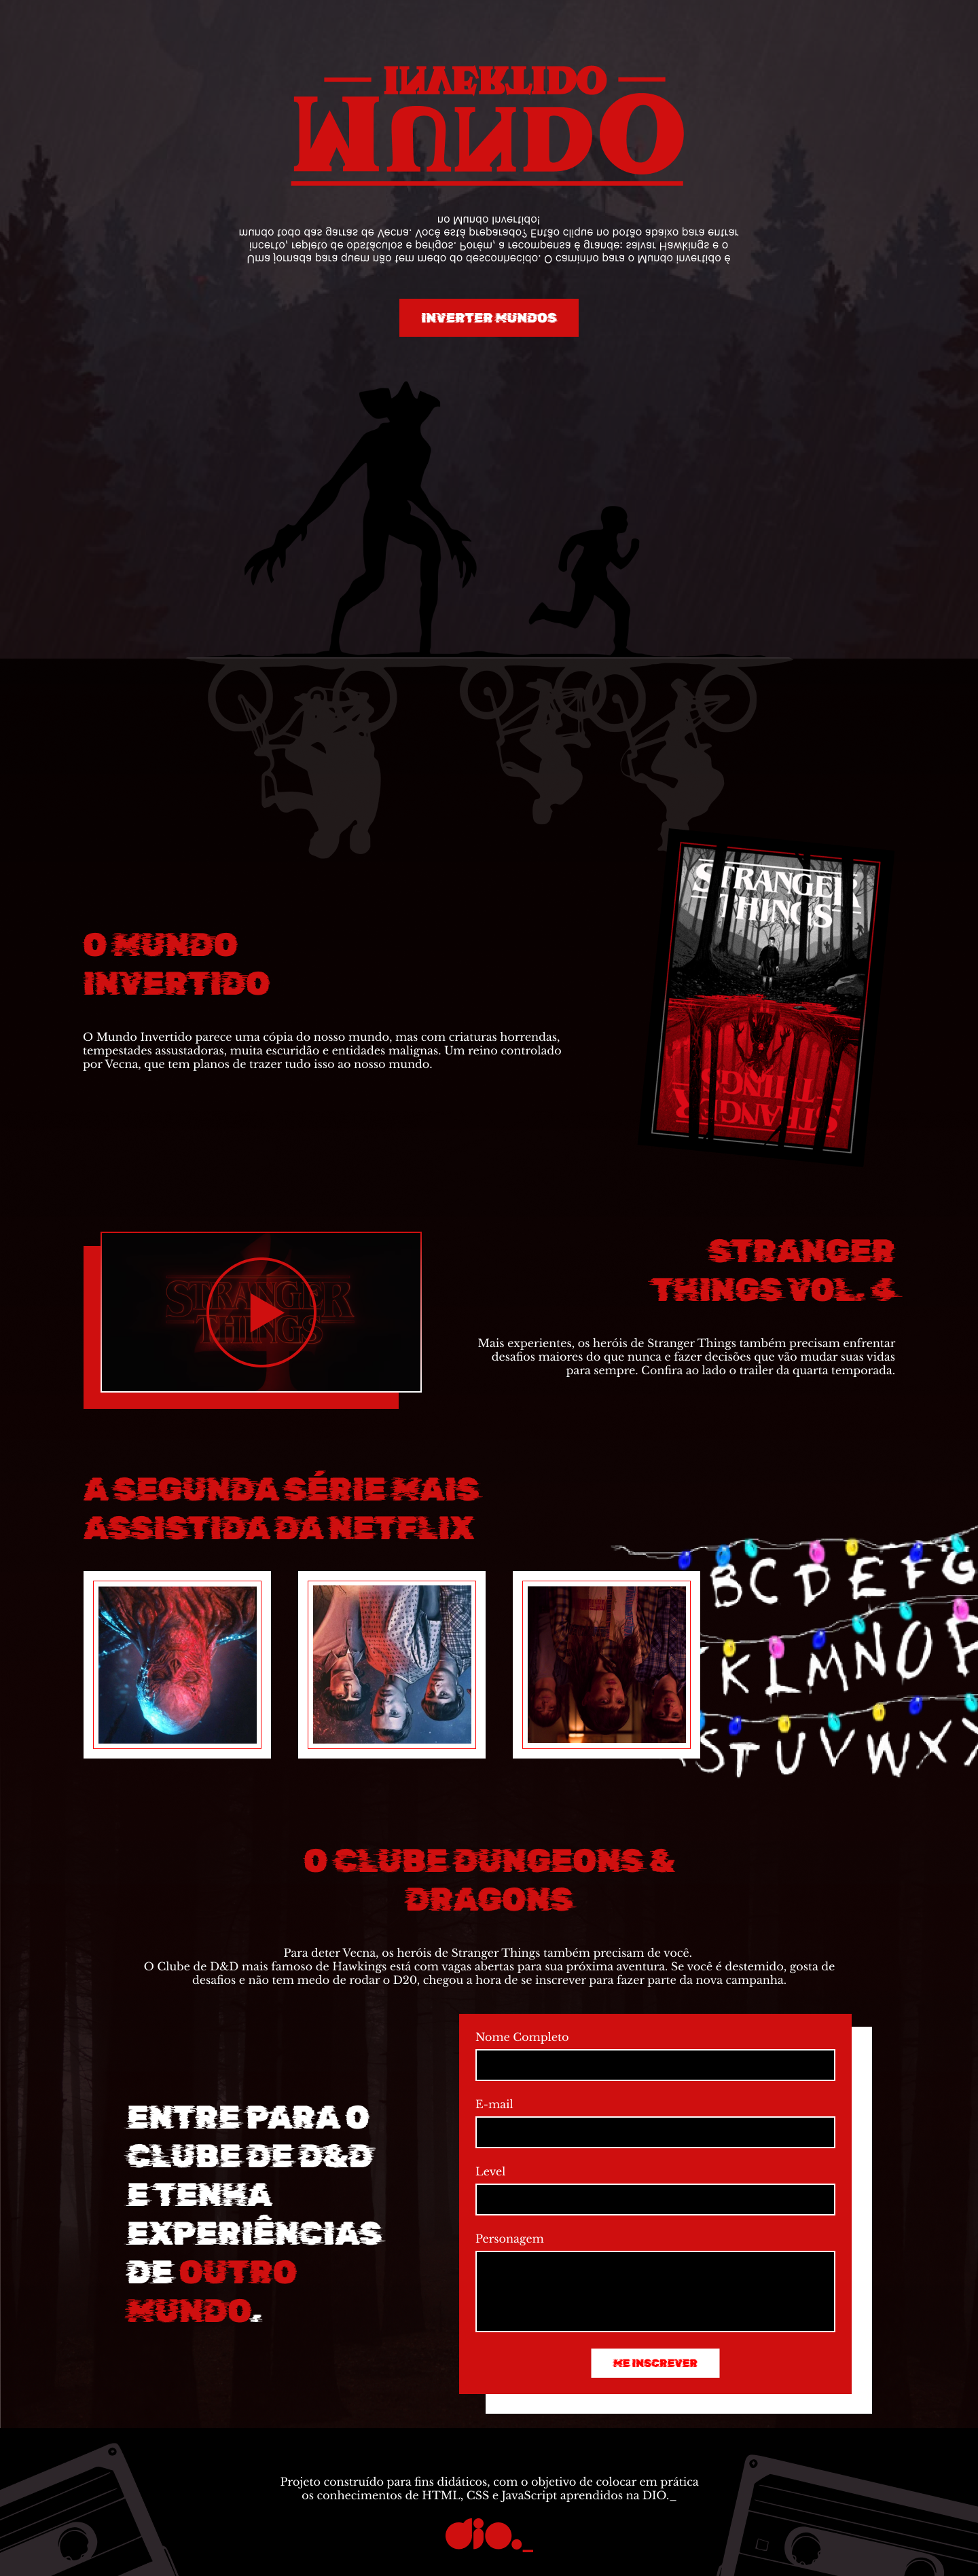 INVERTIDO
MUNDO
Uma jornada para quem não tem medo do desconhecido. O caminho para o Mundo invertido é
incerto, repleto de obstáculos e perigos. Porém, a recompensa é grande: salvar Hawkings e o
mundo todo das garras de Vecna. Você está preparado? Então clique no botão abaixo para entrar
no Mundo Invertido!
INVERTER MUNDOS
STRANGER
THINGS
THINGS
STRANGER
O MUNDO
INVERTIDO
O Mundo Invertido parece uma cópia do nosso mundo, mas com criaturas horrendas,
tempestades assustadoras, muita escuridão e entidades malignas. Um reino controlado
por Vecna, que tem planos de trazer tudo isso ao nosso mundo.
STRANGER
THINGS
STRANGER
THINGS VOL. 4
Mais experientes, os heróis de Stranger Things também precisam enfrentar
desafios maiores do que nunca e fazer decisões que vão mudar suas vidas
para sempre. Confira ao lado o trailer da quarta temporada.
A SEGUNDA SÉRIE MAIS
ASSISTIDA DA NETFLIX
B C D E F G
K L M N O P
S T U V W X
O CLUBE DUNGEONS &
DRAGONS
Para deter Vecna, os heróis de Stranger Things também precisam de você.
O Clube de D&D mais famoso de Hawkings está com vagas abertas para sua próxima aventura. Se você é destemido, gosta de
desafios e não tem medo de rodar o D20, chegou a hora de se inscrever para fazer parte da nova campanha.
ENTRE PARA O
CLUBE DE D&D
E TENHA
EXPERIÊNCIAS
DE OUTRO
MUNDO.
Nome Completo
E-mail
Level
Personagem
ME INSCREVER
Projeto construído para fins didáticos, com o objetivo de colocar em prática
os conhecimentos de HTML, CSS e JavaScript aprendidos na DIO._
dio._